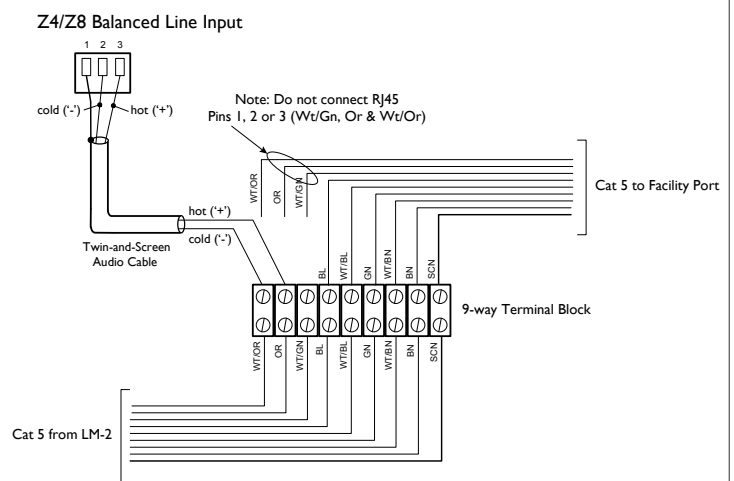 Z4/Z8 Balanced Line Input
1 2 3
cold (‘-’)
hot (‘+’)
Note: Do not connect RJ45
Pins 1, 2 or 3 (Wt/Gn, Or & Wt/Or)
WT/OR
OR
WT/GN
Cat 5 to Facility Port
hot (‘+’)
cold (‘-’)
Twin-and-Screen
Audio Cable
BL
WT/BL
GN
WT/BN
BN
SCN
9-way Terminal Block
WT/OR
OR
WT/GN
BL
WT/BL
GN
WT/BN
BN
SCN
Cat 5 from LM-2